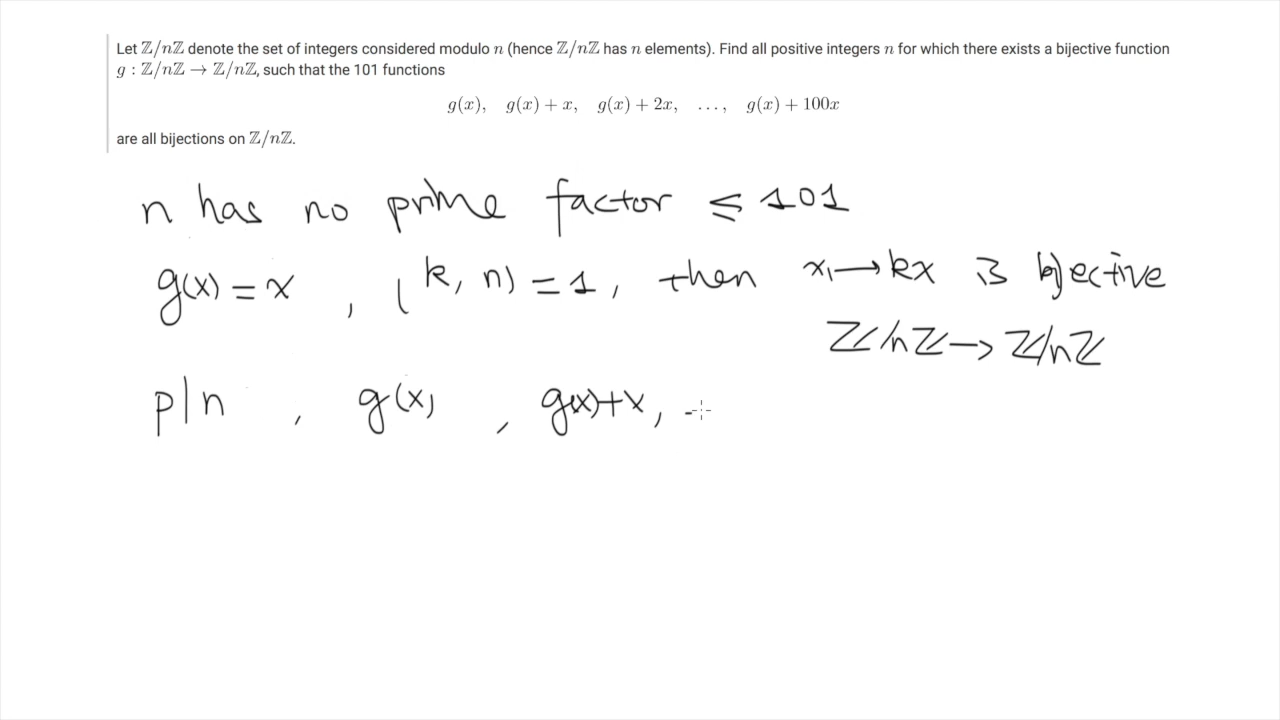 Let ℤ/nℤ denote the set of integers considered modulo n (hence ℤ/nℤ has n elements). Find all positive integers n for which there exists a bijective function
g : ℤ/nℤ → ℤ/nℤ, such that the 101 functions
g(x), g(x) + x, g(x) + 2x, …, g(x) + 100x
are all bijections on ℤ/nℤ.
n has no prime factor ≤ 101
g(x) = x , (k, n) = 1, then x ↦ kx is bijective
ℤ/nℤ → ℤ/nℤ
p|n , g(x) , g(x)+x, -